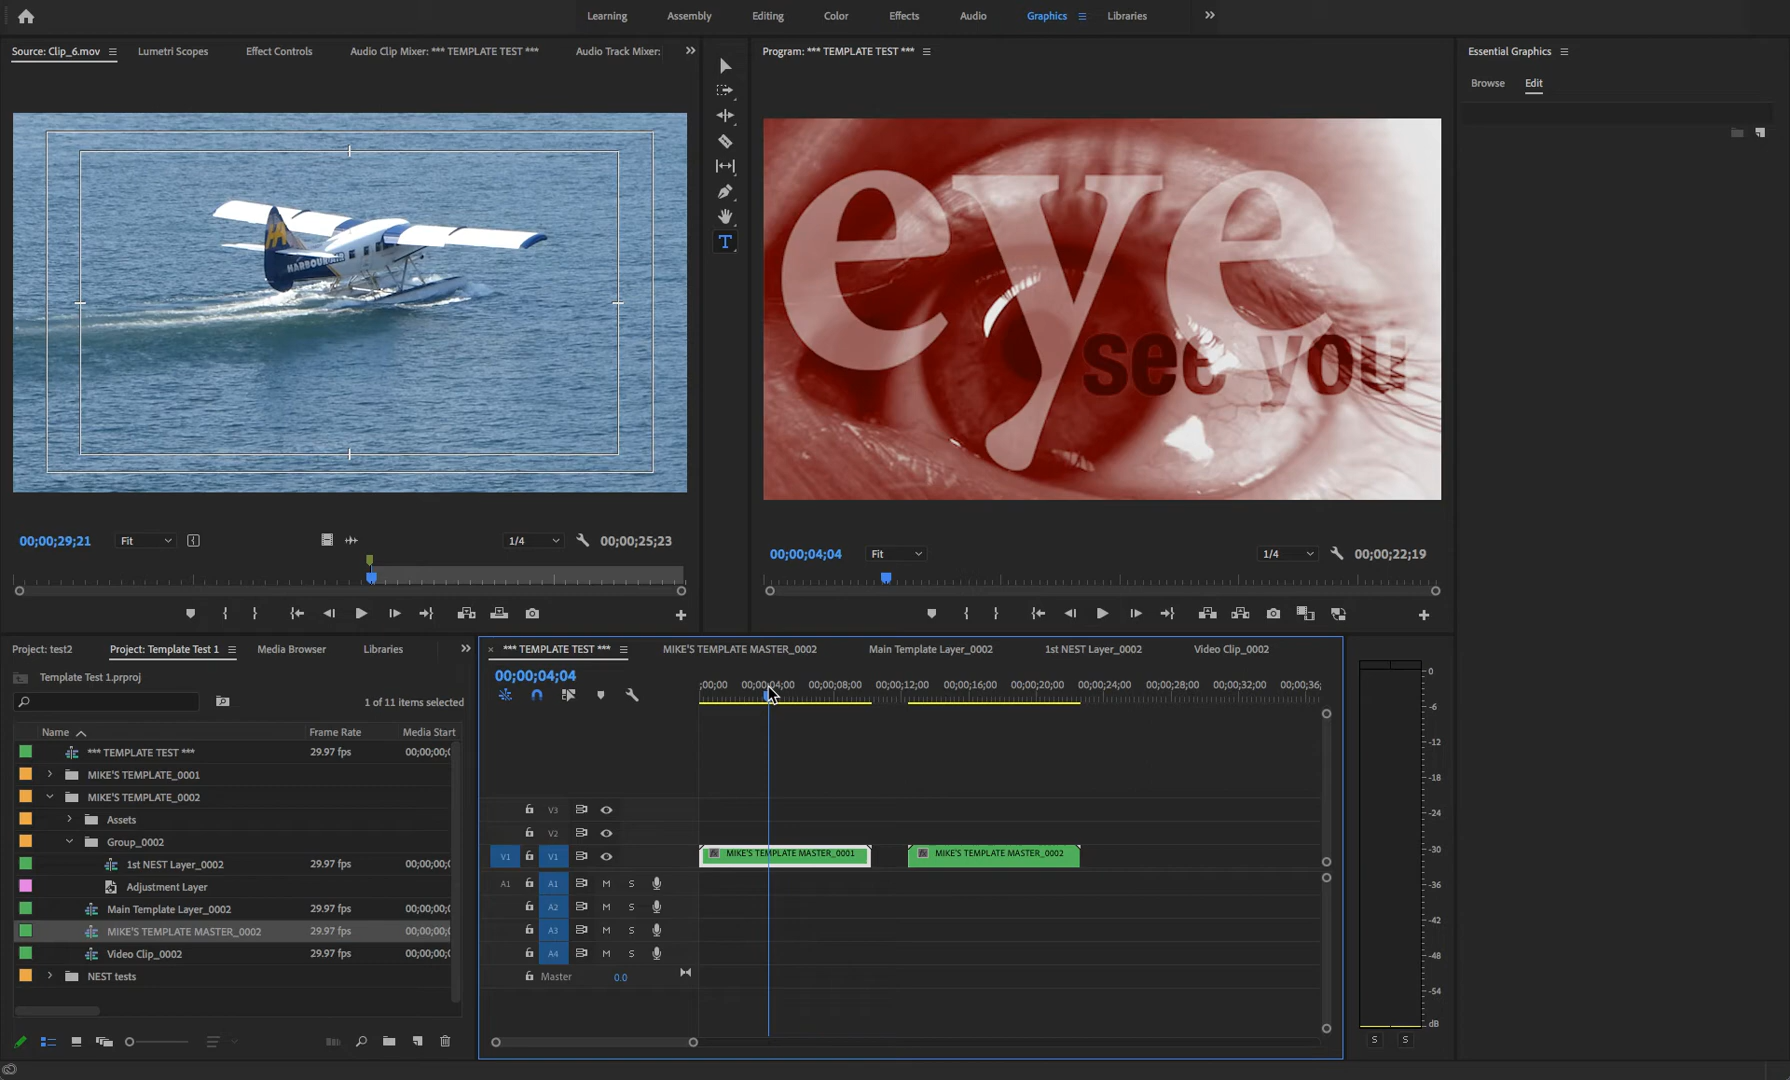 Learning Assembly Editing Color Effects Audio Graphics Libraries
Source: Clip_6.mov Lumetri Scopes Effect Controls Audio Clip Mixer: *** TEMPLATE TEST *** Audio Track Mixer:
Program: *** TEMPLATE TEST ***
Essential Graphics
Browse Edit
HARBOUR
eye
see you
00;00;29;21 Fit 1/4 00;00;25;23
00;00;04;04 Fit 1/4 00;00;22;19
Project: test2 Project: Template Test 1 Media Browser Libraries
Template Test 1.prproj
1 of 11 items selected
Name Frame Rate Media Start
*** TEMPLATE TEST *** 29.97 fps 00;00;00;
MIKE'S TEMPLATE_0001
MIKE'S TEMPLATE_0002
Assets
Group_0002
1st NEST Layer_0002 29.97 fps 00;00;00;
Adjustment Layer
Main Template Layer_0002 29.97 fps 00;00;00;
MIKE'S TEMPLATE MASTER_0002 29.97 fps 00;00;00;
Video Clip_0002 29.97 fps 00;00;00;
NEST tests
× *** TEMPLATE TEST *** MIKE'S TEMPLATE MASTER_0002 Main Template Layer_0002 1st NEST Layer_0002 Video Clip_0002
00;00;04;04
;00;00 00;00;04;00 00;00;08;00 00;00;12;00 00;00;16;00 00;00;20;00 00;00;24;00 00;00;28;00 00;00;32;00 00;00;36;
V3
V2
V1 V1 fx MIKE'S TEMPLATE MASTER_0001 fx MIKE'S TEMPLATE MASTER_0002
A1 A1 M S
A2 M S
A3 M S
A4 M S
Master 0.0
0
-6
-12
-18
-24
-30
-36
-42
-48
-54
dB
S S